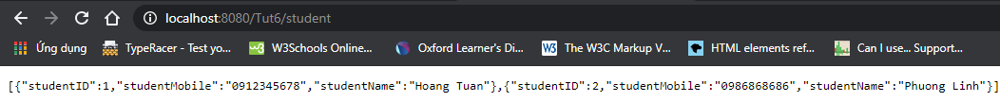 localhost:8080/Tut6/student
Ứng dụng TypeRacer - Test yo... W3Schools Online... Oxford Learner's Di... The W3C Markup V... HTML elements ref... Can I use... Support...
[{"studentID":1,"studentMobile":"0912345678","studentName":"Hoang Tuan"},{"studentID":2,"studentMobile":"0986868686","studentName":"Phuong Linh"}]